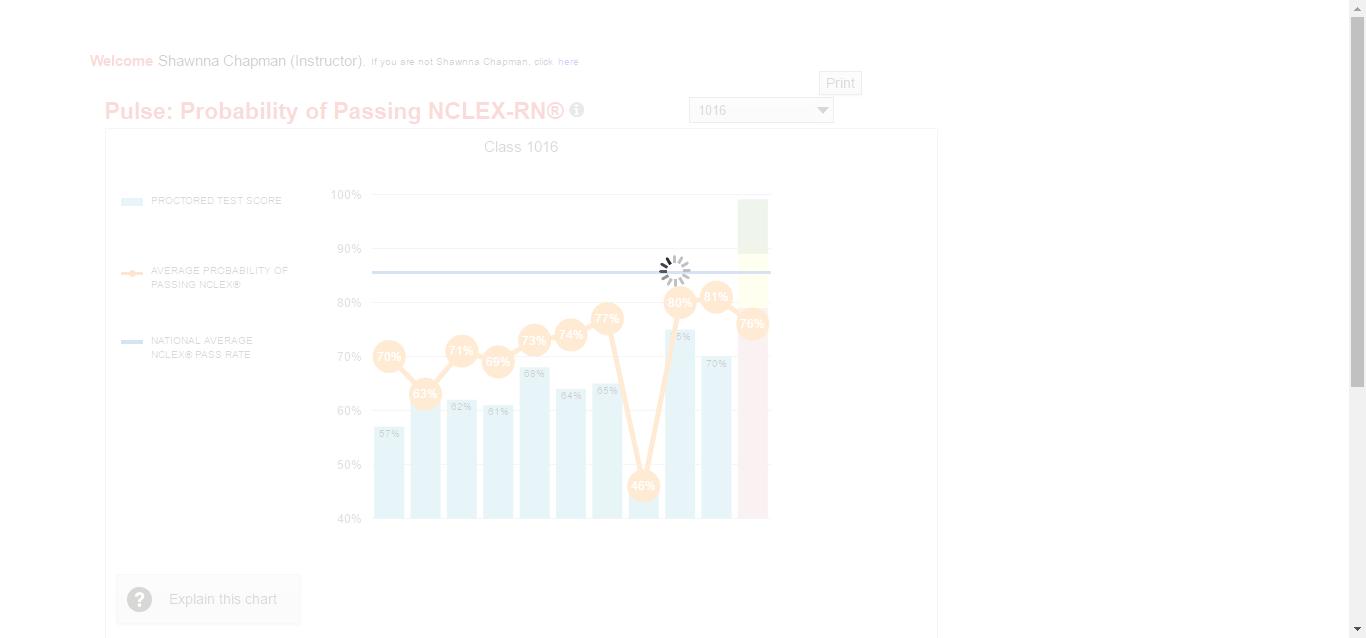 Welcome Shawnna Chapman (Instructor). If you are not Shawnna Chapman, click here
Print
Pulse: Probability of Passing NCLEX-RN®
1016
Class 1016
PROCTORED TEST SCORE
AVERAGE PROBABILITY OF
PASSING NCLEX®
NATIONAL AVERAGE
NCLEX® PASS RATE
100%
90%
80%
70%
60%
50%
40%
70%
63%
71%
69%
73%
74%
77%
46%
80%
81%
76%
57%
62%
61%
68%
64%
65%
70%
? Explain this chart